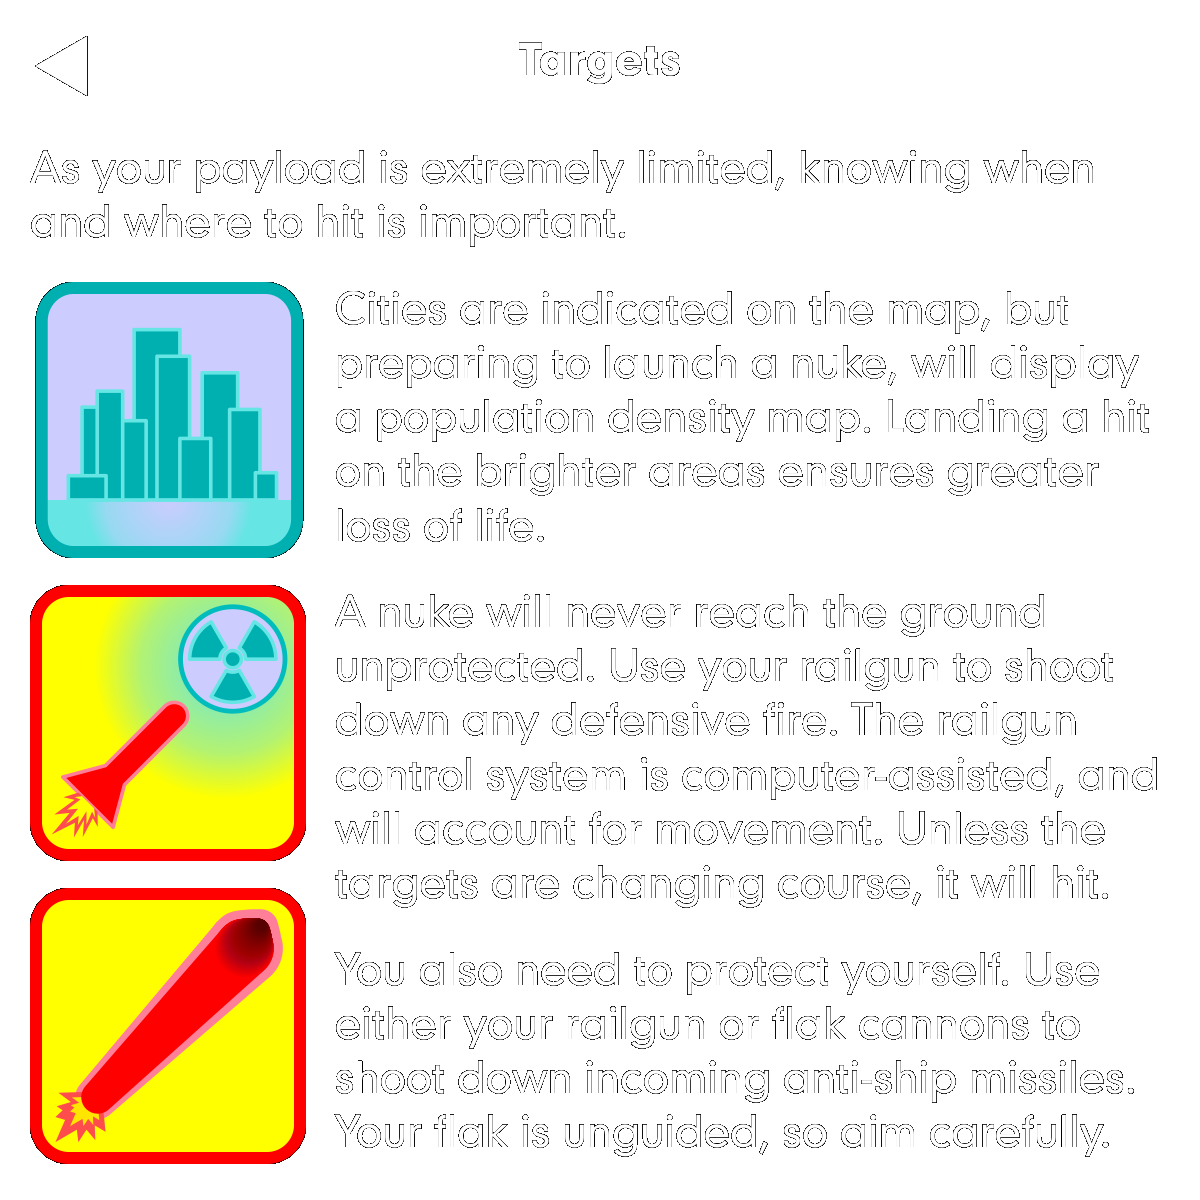 Targets
As your payload is extremely limited, knowing when
and where to hit is important.
Cities are indicated on the map, but
preparing to launch a nuke, will display
a population density map. Landing a hit
on the brighter areas ensures greater
loss of life.
A nuke will never reach the ground
unprotected. Use your railgun to shoot
down any defensive fire. The railgun
control system is computer-assisted, and
will account for movement. Unless the
targets are changing course, it will hit.
You also need to protect yourself. Use
either your railgun or flak cannons to
shoot down incoming anti-ship missiles.
Your flak is unguided, so aim carefully.